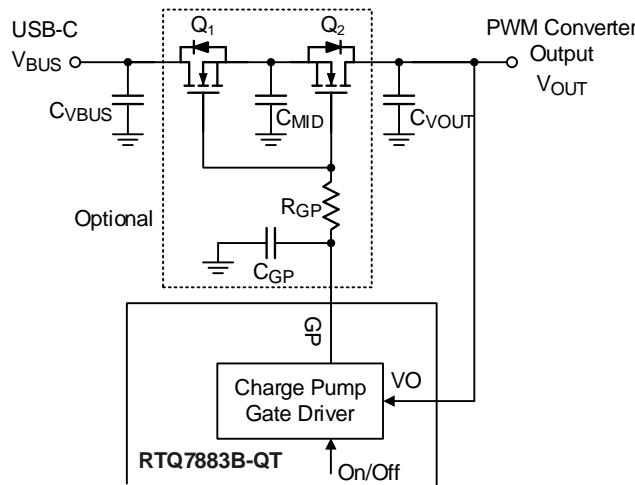 USB-C
VBUS
Q1
Q2
PWM Converter
Output
VOUT
CVBUS
CMID
CVOUT
Optional
RGP
CGP
GP
Charge Pump
Gate Driver
VO
RTQ7883B-QT
On/Off